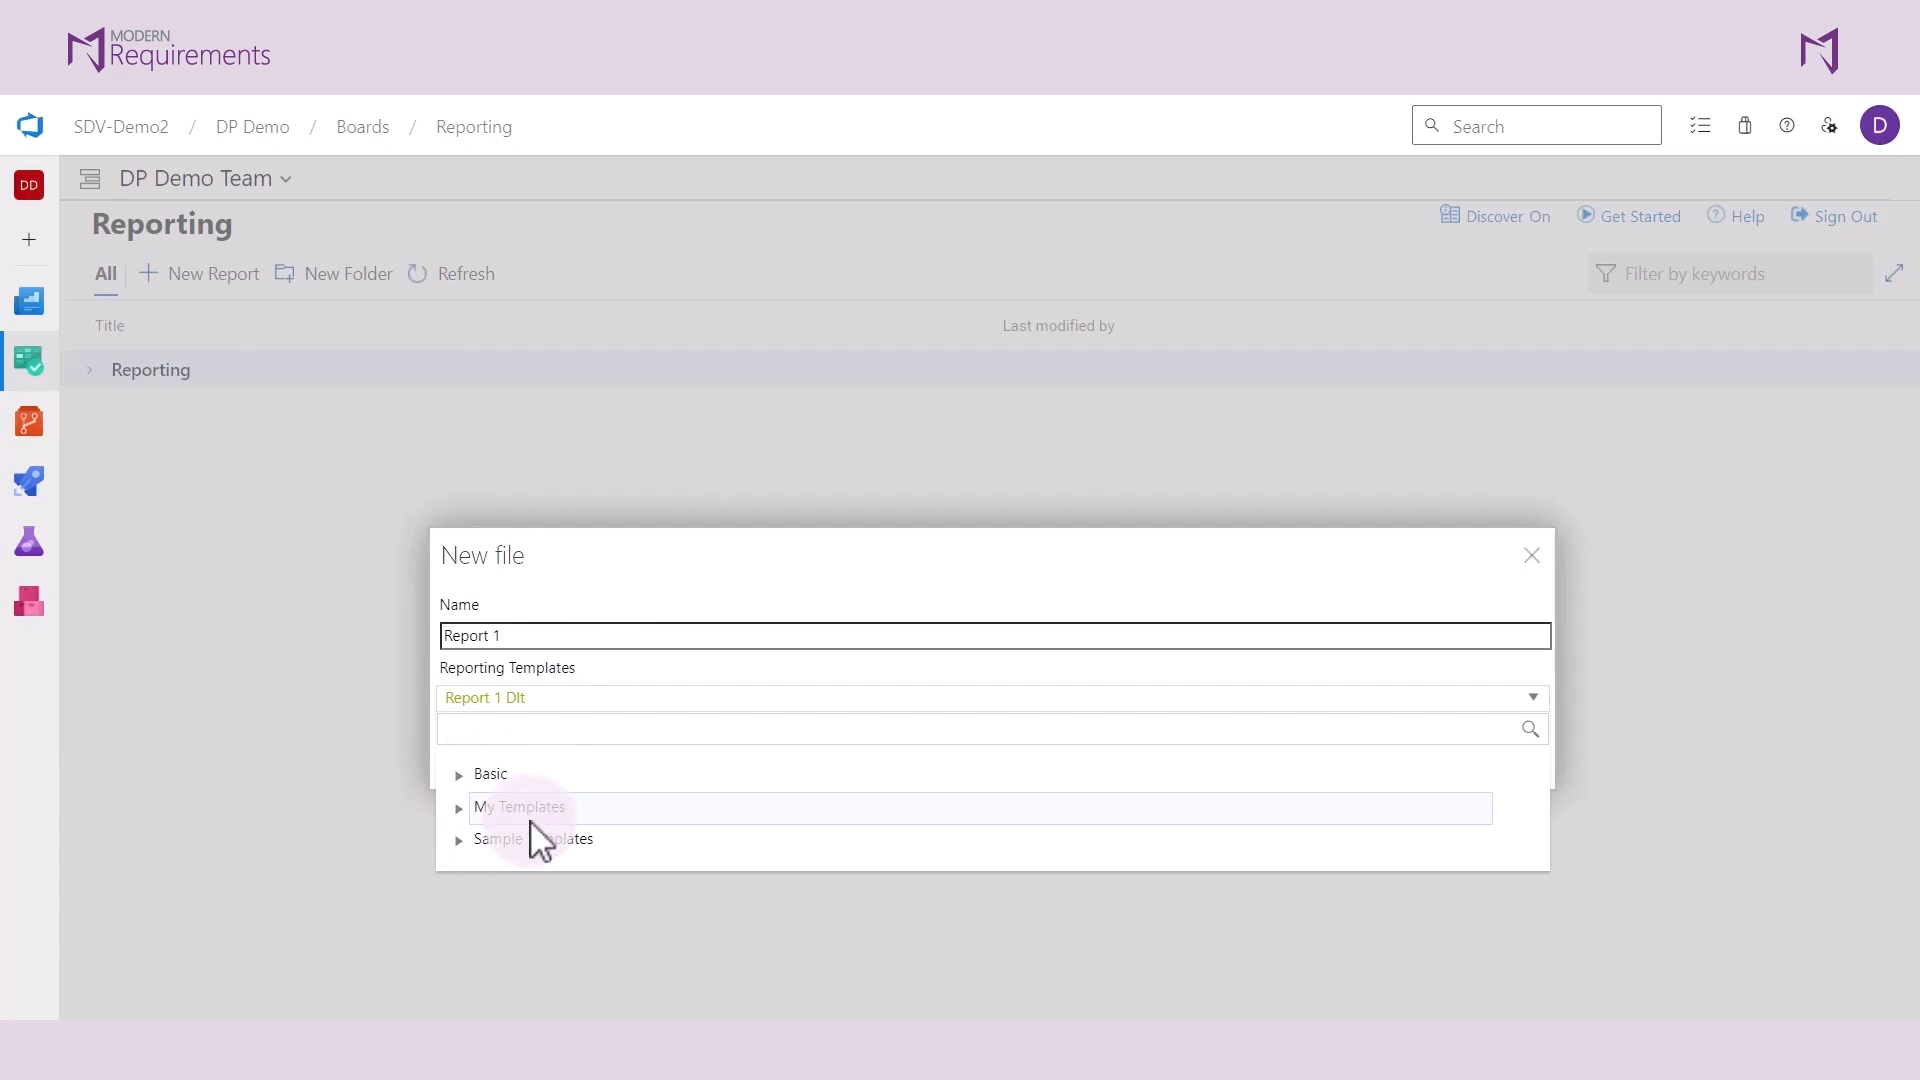 MODERN
Requirements
SDV-Demo2 / DP Demo / Boards / Reporting
Search
D
DD
DP Demo Team
Reporting
Discover On
Get Started
Help
Sign Out
All
New Report
New Folder
Refresh
Filter by keywords
Title
Last modified by
Reporting
New file
Name
Report 1
Reporting Templates
Report 1 Dlt
Basic
My Templates
Sample Templates